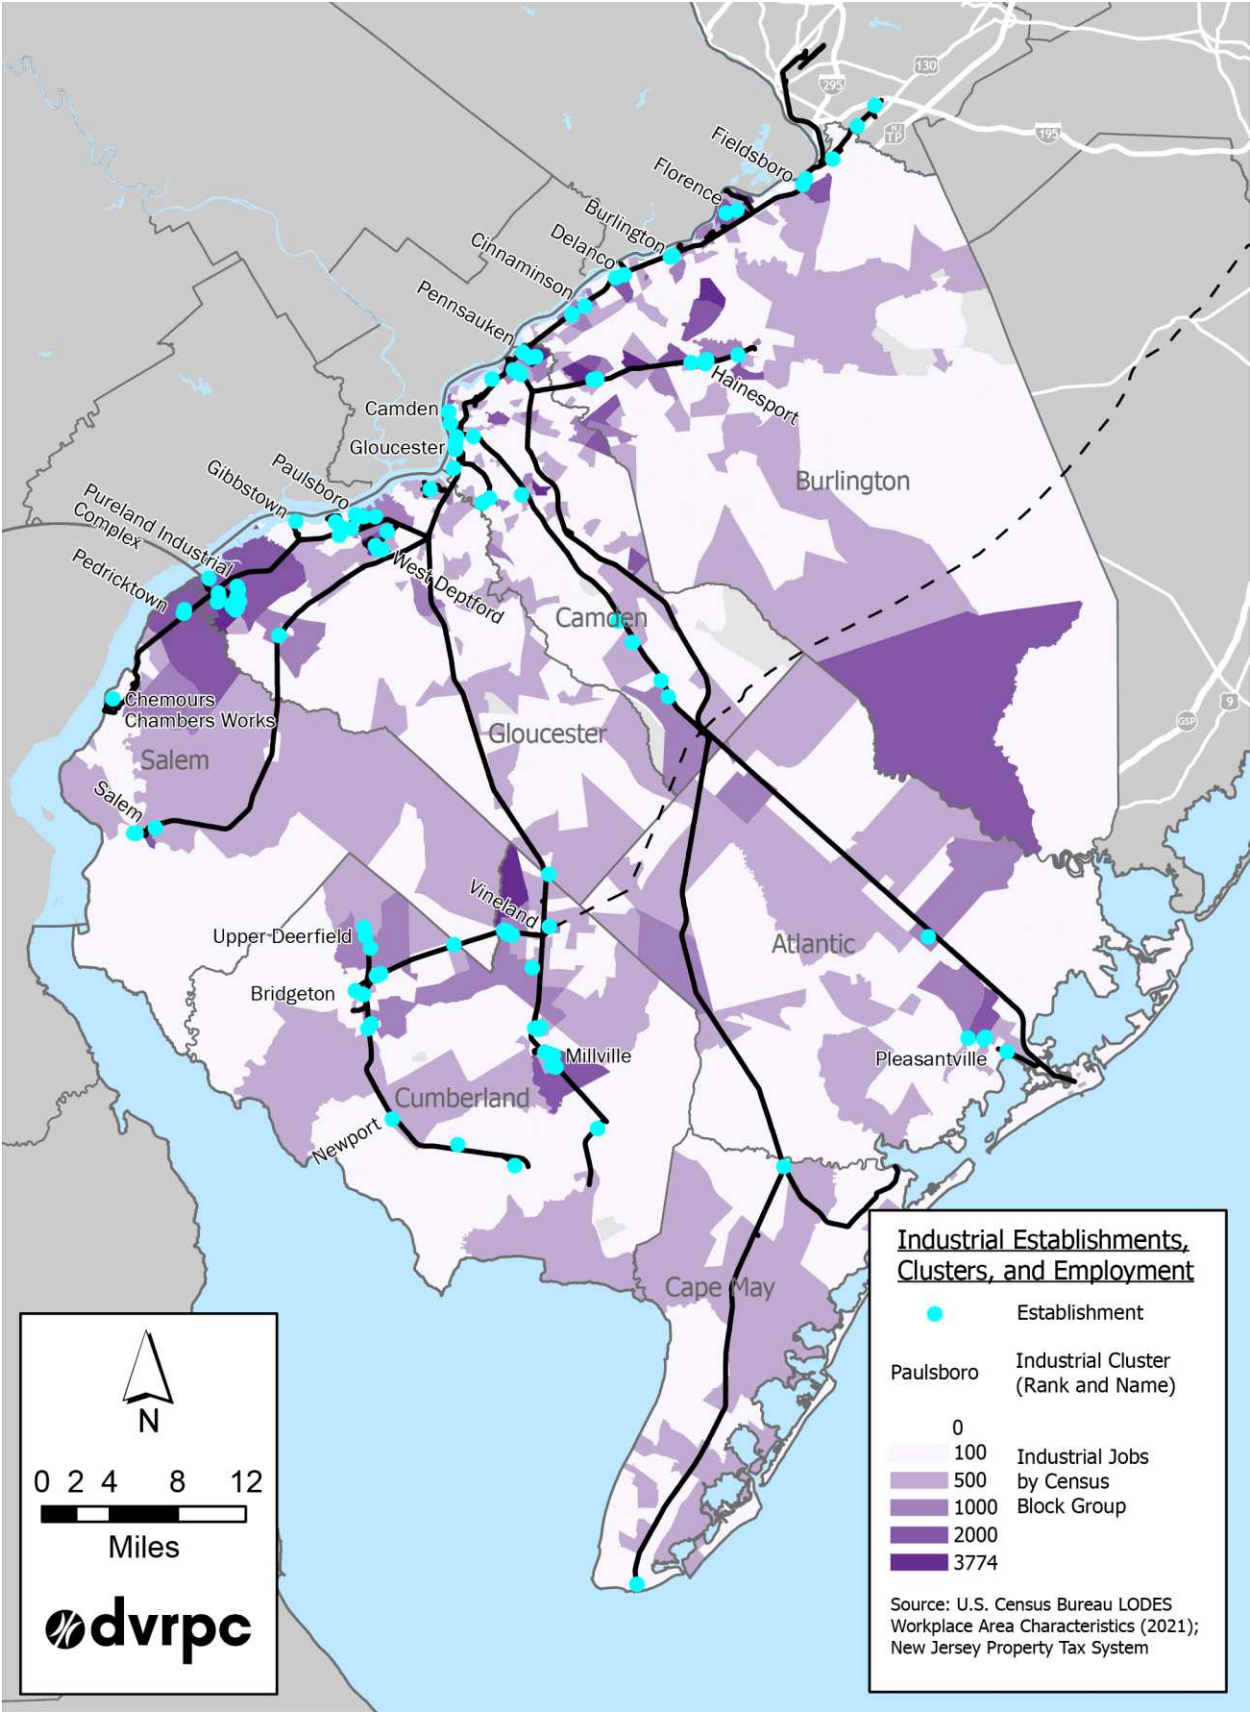 130
295
NJ
TP
195
Fieldsboro
Florence
Burlington
Delanco
Cinnaminson
Pennsauken
Hainesport
Camden
Gloucester
Burlington
Paulsboro
Gibbstown
Pureland Industrial
Complex
Pedricktown
West Deptford
Camden
Chemours
Chambers Works
9
GSP
Gloucester
Salem
Salem
Vineland
Upper Deerfield
Atlantic
Bridgeton
Millville
Pleasantville
Cumberland
Newport
Cape May
Industrial Establishments,
Clusters, and Employment
Establishment
Paulsboro
Industrial Cluster
(Rank and Name)
0
100
500
1000
2000
3774
Industrial Jobs
by Census
Block Group
Source: U.S. Census Bureau LODES
Workplace Area Characteristics (2021);
New Jersey Property Tax System
N
0 2 4 8 12
Miles
dvrpc